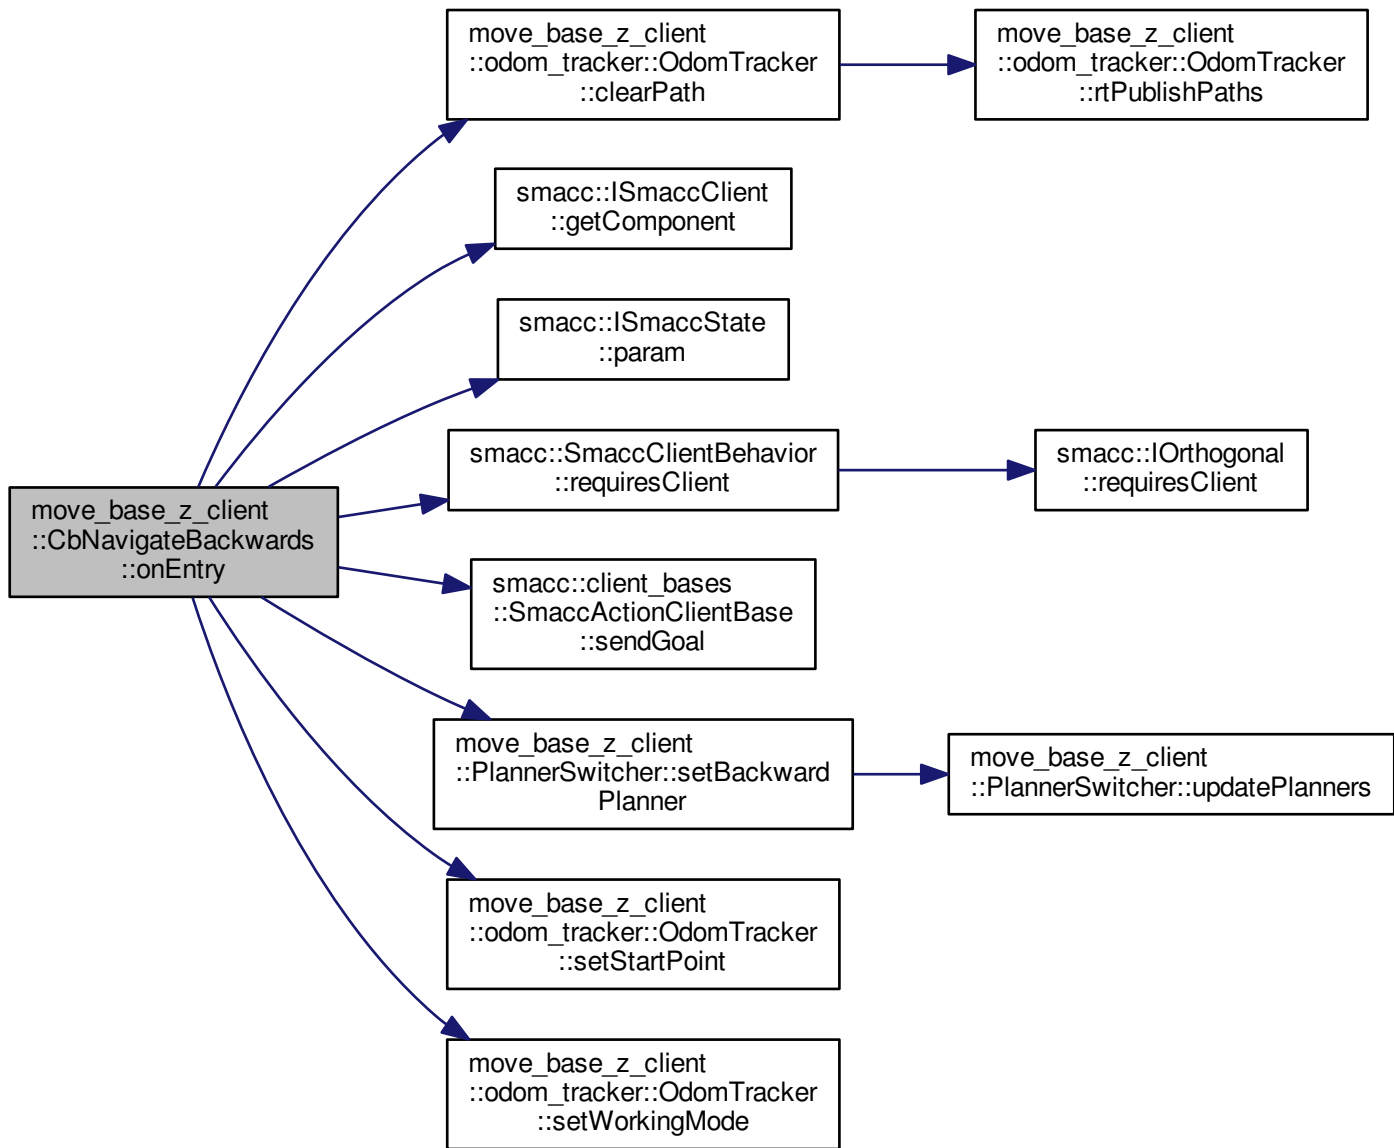 move_base_z_client
::odom_tracker::OdomTracker
::clearPath
move_base_z_client
::odom_tracker::OdomTracker
::rtPublishPaths
smacc::ISmaccClient
::getComponent
smacc::ISmaccState
::param
smacc::SmaccClientBehavior
::requiresClient
smacc::IOrthogonal
::requiresClient
move_base_z_client
::CbNavigateBackwards
::onEntry
smacc::client_bases
::SmaccActionClientBase
::sendGoal
move_base_z_client
::PlannerSwitcher::setBackward
Planner
move_base_z_client
::PlannerSwitcher::updatePlanners
move_base_z_client
::odom_tracker::OdomTracker
::setStartPoint
move_base_z_client
::odom_tracker::OdomTracker
::setWorkingMode